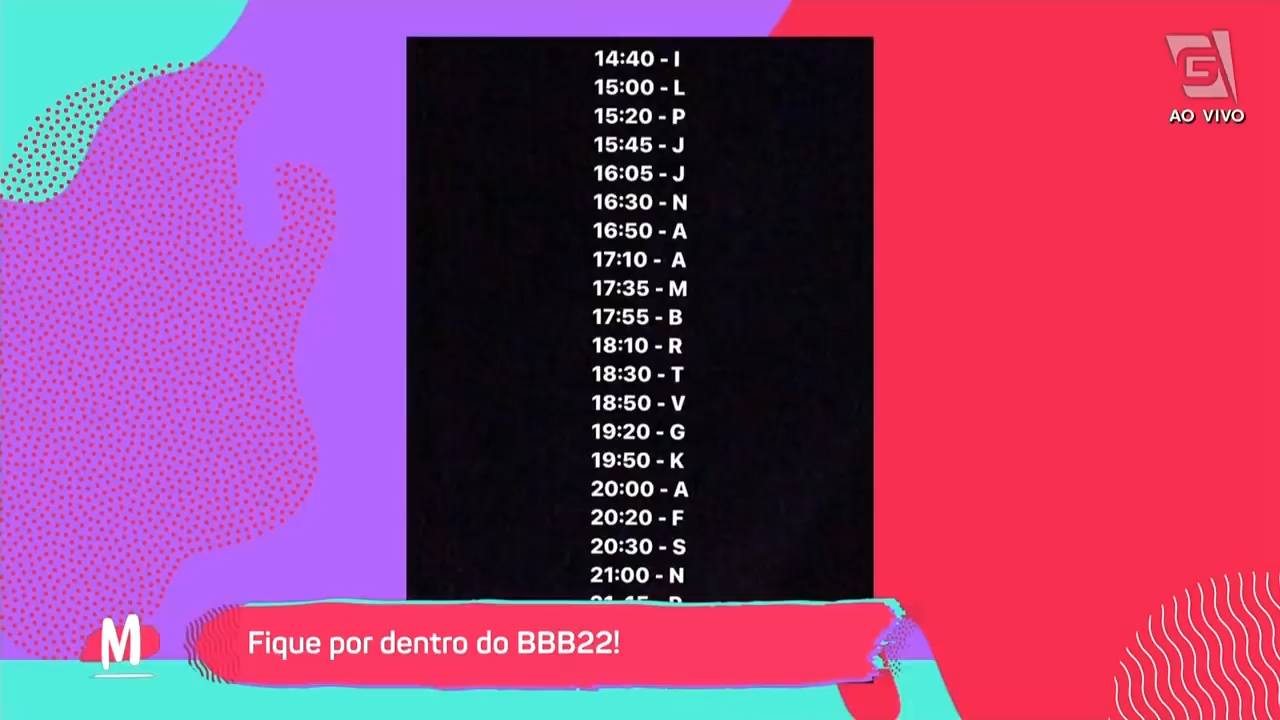 14:40 - I
15:00 - L
15:20 - P
15:45 - J
16:05 - J
16:30 - N
16:50 - A
17:10 - A
17:35 - M
17:55 - B
18:10 - R
18:30 - T
18:50 - V
19:20 - G
19:50 - K
20:00 - A
20:20 - F
20:30 - S
21:00 - N
AO VIVO
M
Fique por dentro do BBB22!